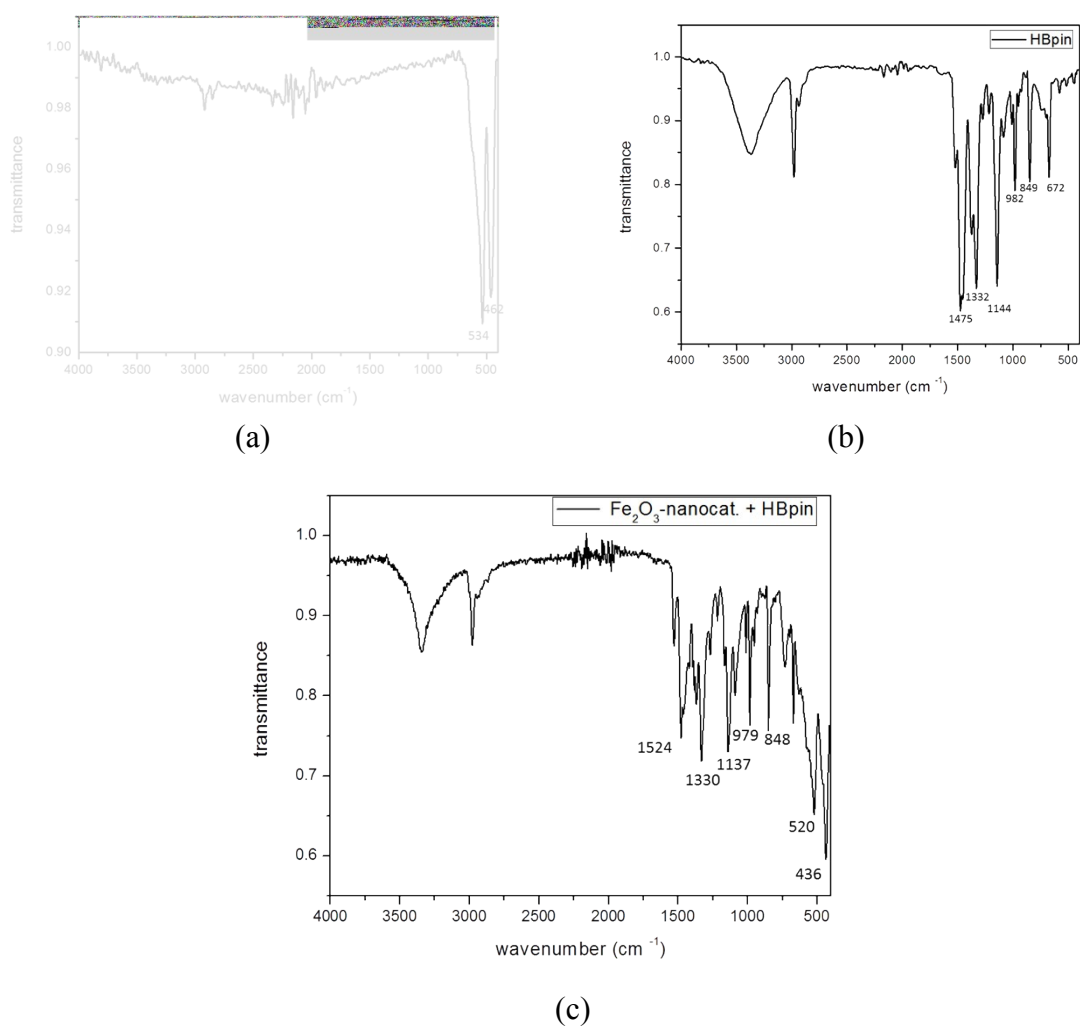 1.00
0.98
0.96
0.94
0.92
0.90
transmittance
462
534
4000 3500 3000 2500 2000 1500 1000 500
wavenumber (cm⁻¹)
(a)
HBpin
1.0
0.9
0.8
0.7
0.6
transmittance
982 849 672
1332
1475 1144
4000 3500 3000 2500 2000 1500 1000 500
wavenumber (cm ⁻¹)
(b)
Fe₂O₃-nanocat. + HBpin
1.0
0.9
0.8
0.7
0.6
transmittance
1524 979 848
1330 1137
520
436
4000 3500 3000 2500 2000 1500 1000 500
wavenumber (cm ⁻¹)
(c)